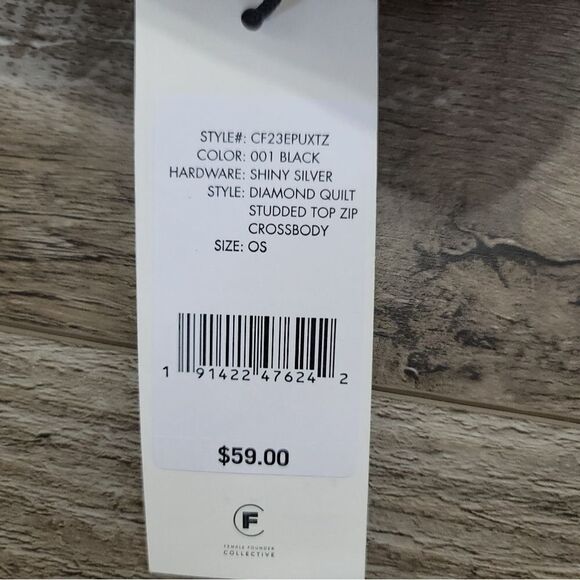 STYLE#: CF23EPUXTZ
COLOR: 001 BLACK
HARDWARE: SHINY SILVER
STYLE: DIAMOND QUILT
STUDDED TOP ZIP
CROSSBODY
SIZE: OS
1 91422 47624 2
$59.00
F
FEMALE FOUNDER
COLLECTIVE